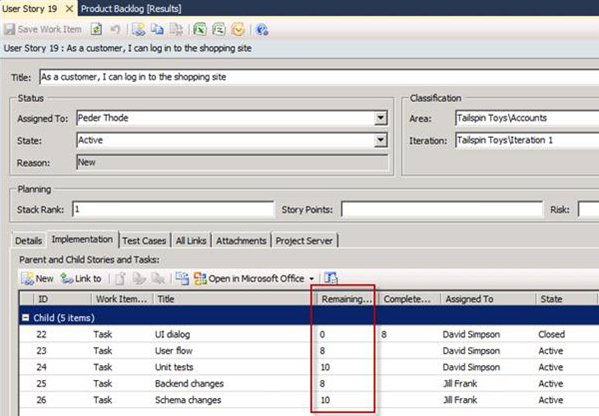 User Story 19 Product Backlog [Results]
Save Work Item
User Story 19 : As a customer, I can log in to the shopping site
Title: As a customer, I can log in to the shopping site
Status Classification
Assigned To: Peder Thode Area: Tailspin Toys\Accounts
State: Active Iteration: Tailspin Toys\Iteration 1
Reason: New
Planning
Stack Rank: 1 Story Points: Risk:
Details Implementation Test Cases All Links Attachments Project Server
Parent and Child Stories and Tasks:
New Link to Open in Microsoft Office
ID Work Item... Title Remaining... Complete... Assigned To State
Child (5 items)
22 Task UI dialog 0 8 David Simpson Closed
23 Task User flow 8 David Simpson Active
24 Task Unit tests 10 David Simpson Active
25 Task Backend changes 8 Jill Frank Active
26 Task Schema changes 10 Jill Frank Active